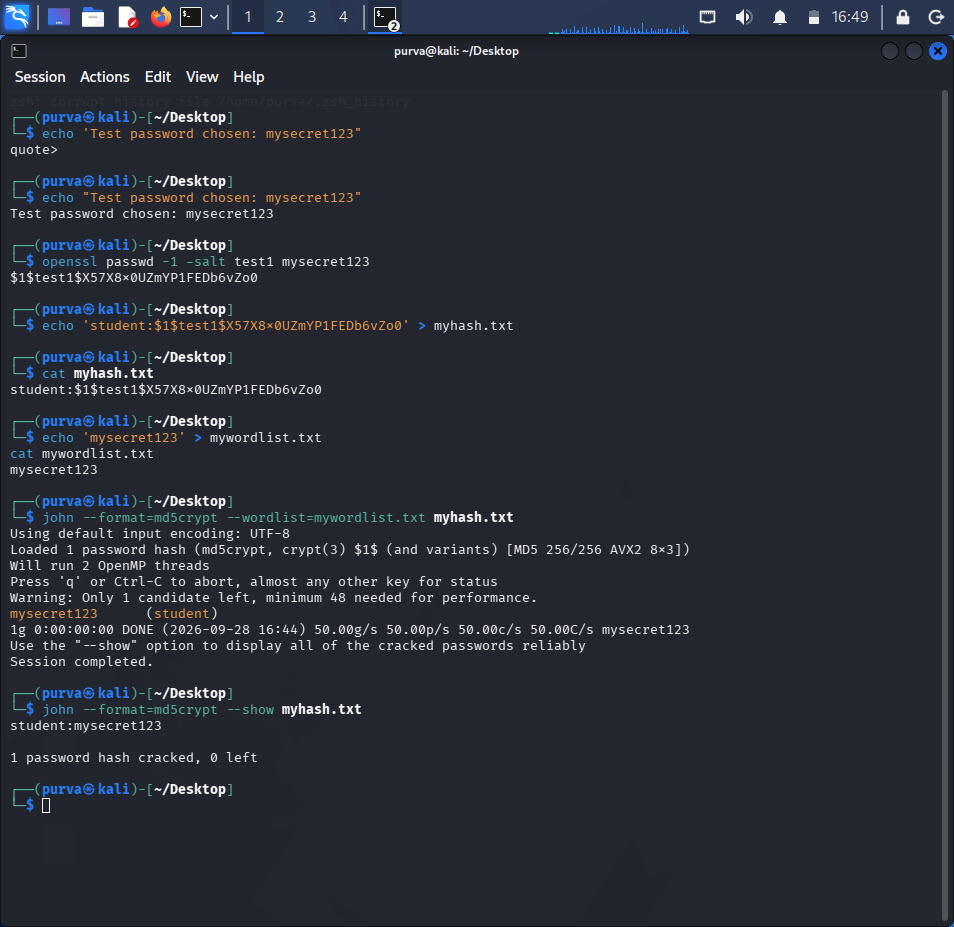 1 2 3 4 2 16:49
purva@kali: ~/Desktop
Session Actions Edit View Help
zsh: corrupt history file /home/purva/.zsh_history
┌──(purva㉿kali)-[~/Desktop]
└─$ echo 'Test password chosen: mysecret123"
quote>
┌──(purva㉿kali)-[~/Desktop]
└─$ echo "Test password chosen: mysecret123"
Test password chosen: mysecret123
┌──(purva㉿kali)-[~/Desktop]
└─$ openssl passwd -1 -salt test1 mysecret123
$1$test1$X57X8×0UZmYP1FEDb6vZo0
┌──(purva㉿kali)-[~/Desktop]
└─$ echo 'student:$1$test1$X57X8×0UZmYP1FEDb6vZo0' > myhash.txt
┌──(purva㉿kali)-[~/Desktop]
└─$ cat myhash.txt
student:$1$test1$X57X8×0UZmYP1FEDb6vZo0
┌──(purva㉿kali)-[~/Desktop]
└─$ echo 'mysecret123' > mywordlist.txt
cat mywordlist.txt
mysecret123
┌──(purva㉿kali)-[~/Desktop]
└─$ john --format=md5crypt --wordlist=mywordlist.txt myhash.txt
Using default input encoding: UTF-8
Loaded 1 password hash (md5crypt, crypt(3) $1$ (and variants) [MD5 256/256 AVX2 8×3])
Will run 2 OpenMP threads
Press 'q' or Ctrl-C to abort, almost any other key for status
Warning: Only 1 candidate left, minimum 48 needed for performance.
mysecret123      (student)
1g 0:00:00:00 DONE (2026-09-28 16:44) 50.00g/s 50.00p/s 50.00c/s 50.00C/s mysecret123
Use the "--show" option to display all of the cracked passwords reliably
Session completed.
┌──(purva㉿kali)-[~/Desktop]
└─$ john --format=md5crypt --show myhash.txt
student:mysecret123
1 password hash cracked, 0 left
┌──(purva㉿kali)-[~/Desktop]
└─$